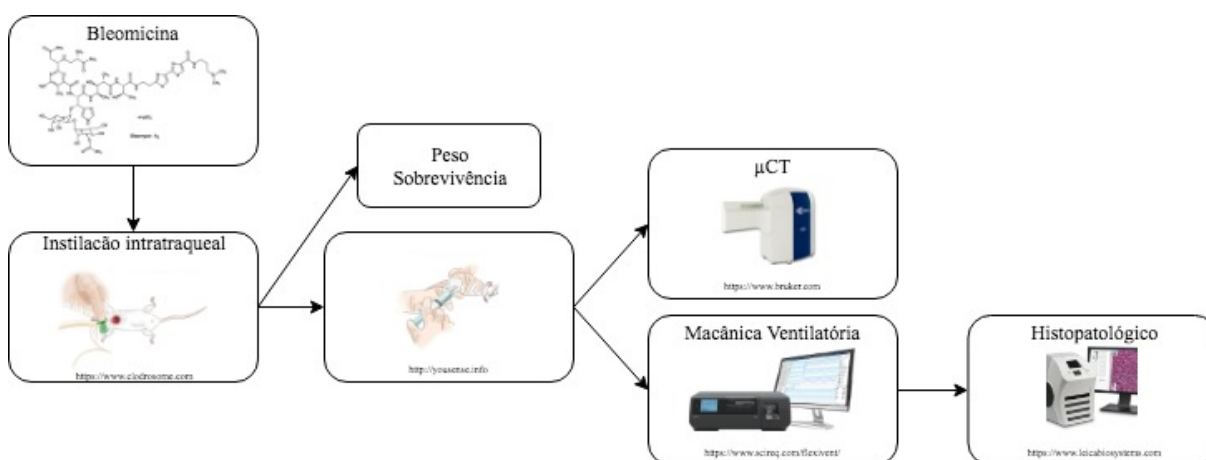 Bleomicina
Instilacão intratraqueal
https://www.clodrosome.com
Peso
Sobrevivência
http://yousense.info
µCT
https://www.bruker.com
Macânica Ventilatória
https://www.scireq.com/flexivent/
Histopatológico
https://www.leicabiosystems.com